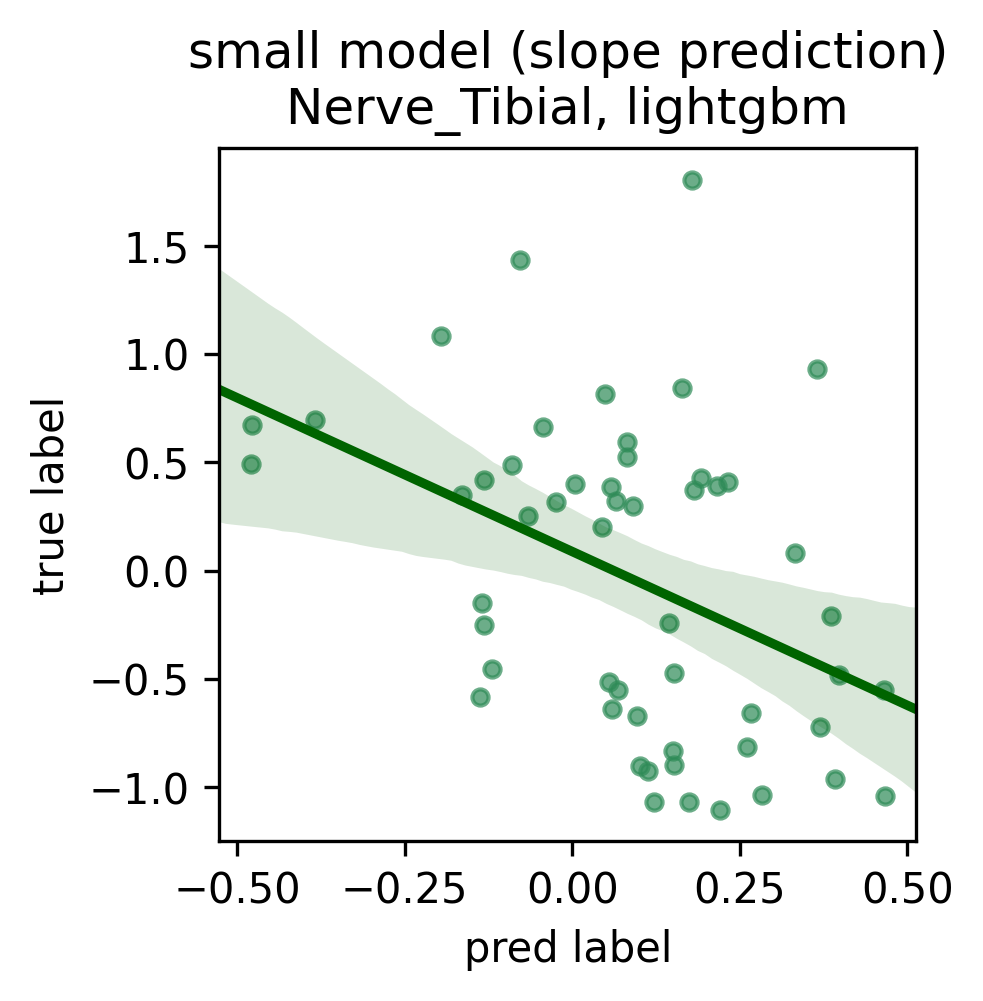 small model (slope prediction)
Nerve_Tibial, lightgbm
1.5
1.0
0.5
0.0
−0.5
−1.0
true label
−0.50
−0.25
0.00
0.25
0.50
pred label